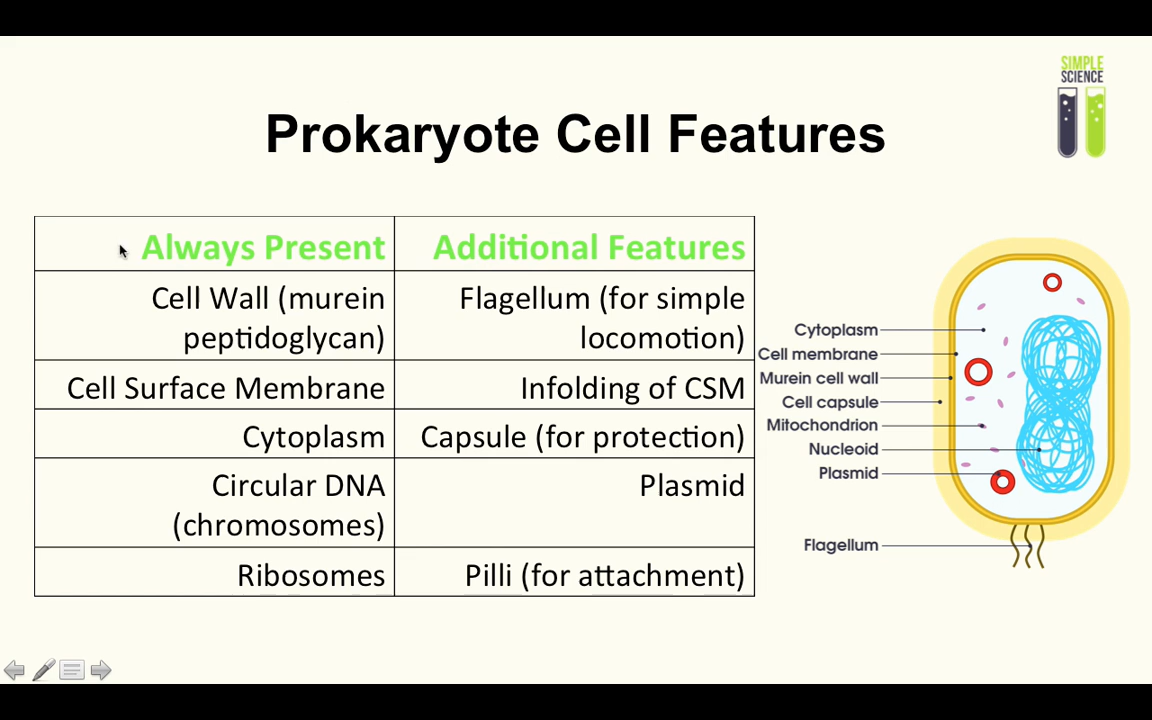 SIMPLE
SCIENCE
Prokaryote Cell Features
Always Present
Additional Features
Cell Wall (murein
peptidoglycan)
Flagellum (for simple
locomotion)
Cell Surface Membrane
Infolding of CSM
Cytoplasm
Capsule (for protection)
Circular DNA
(chromosomes)
Plasmid
Ribosomes
Pilli (for attachment)
Cytoplasm
Cell membrane
Murein cell wall
Cell capsule
Mitochondrion
Nucleoid
Plasmid
Flagellum